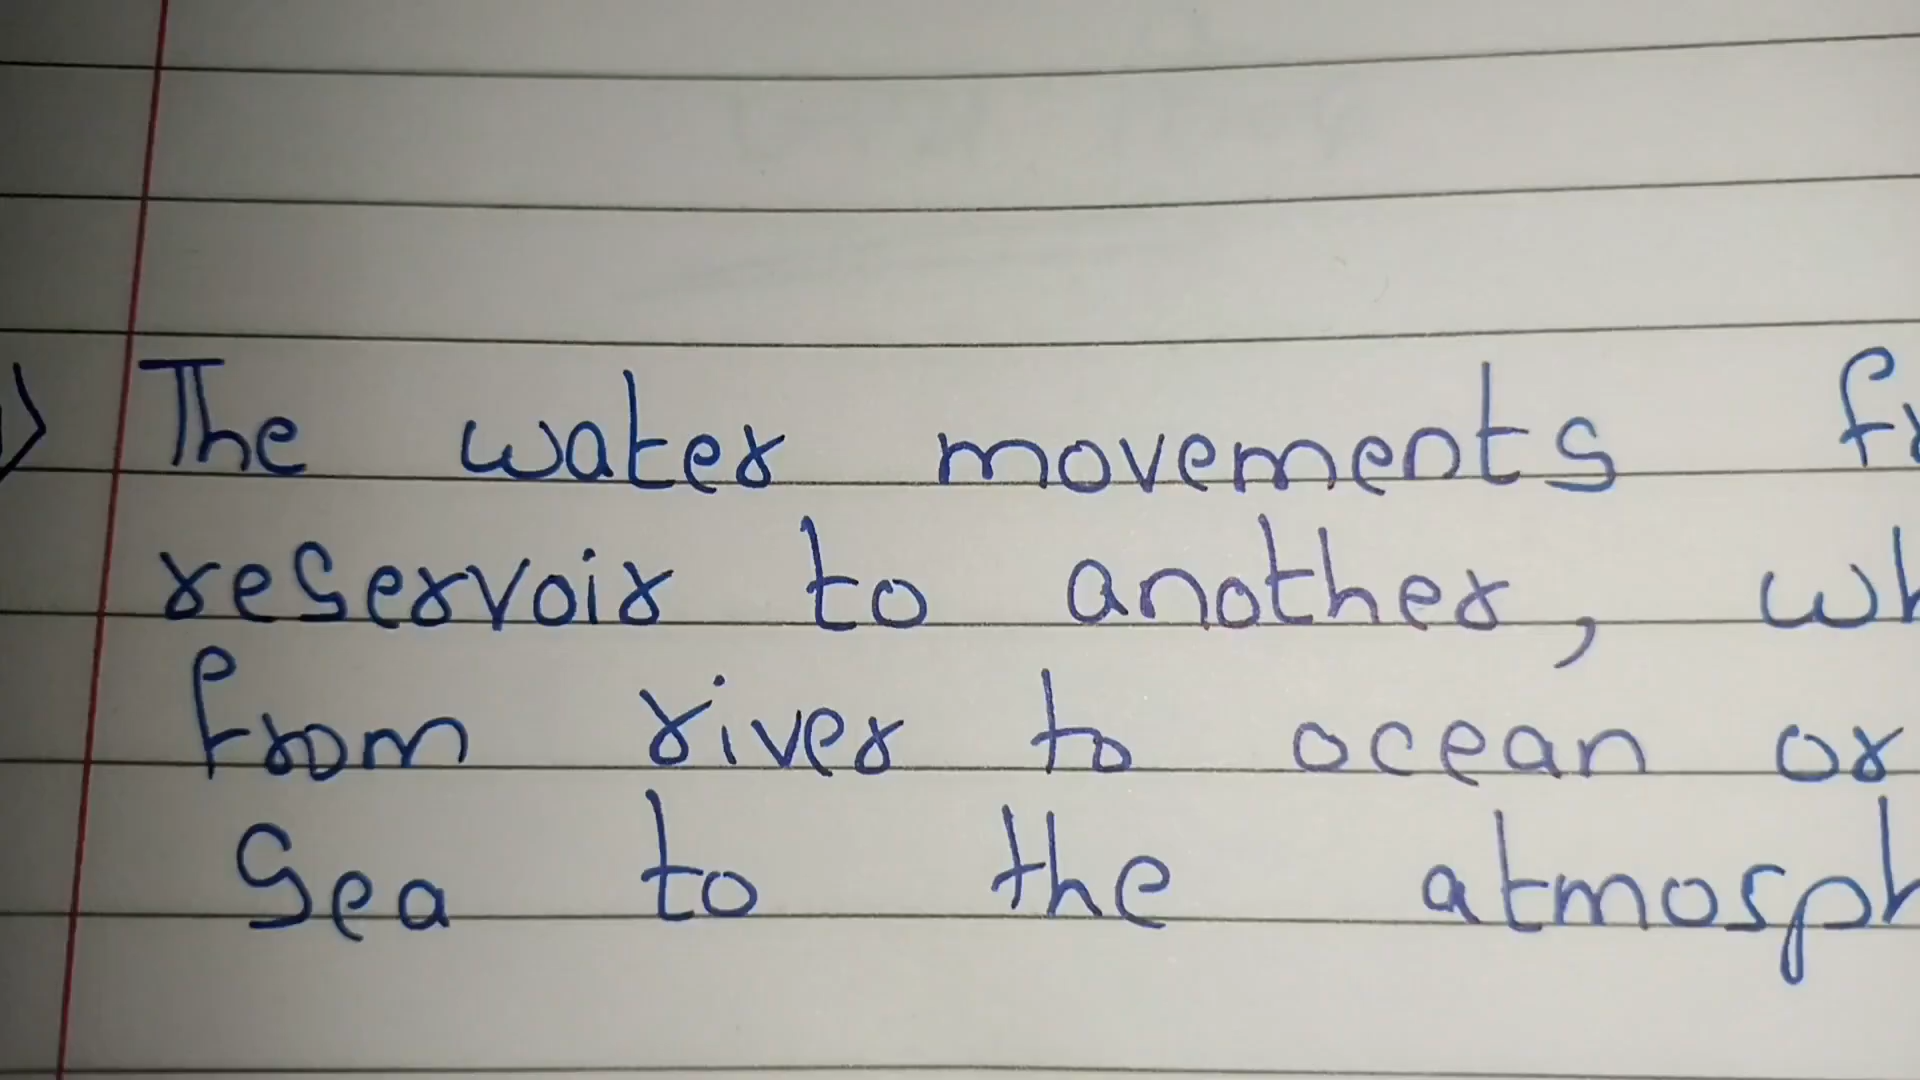 ) The water movements
reservoir to another,
from river to ocean or
Sea to the